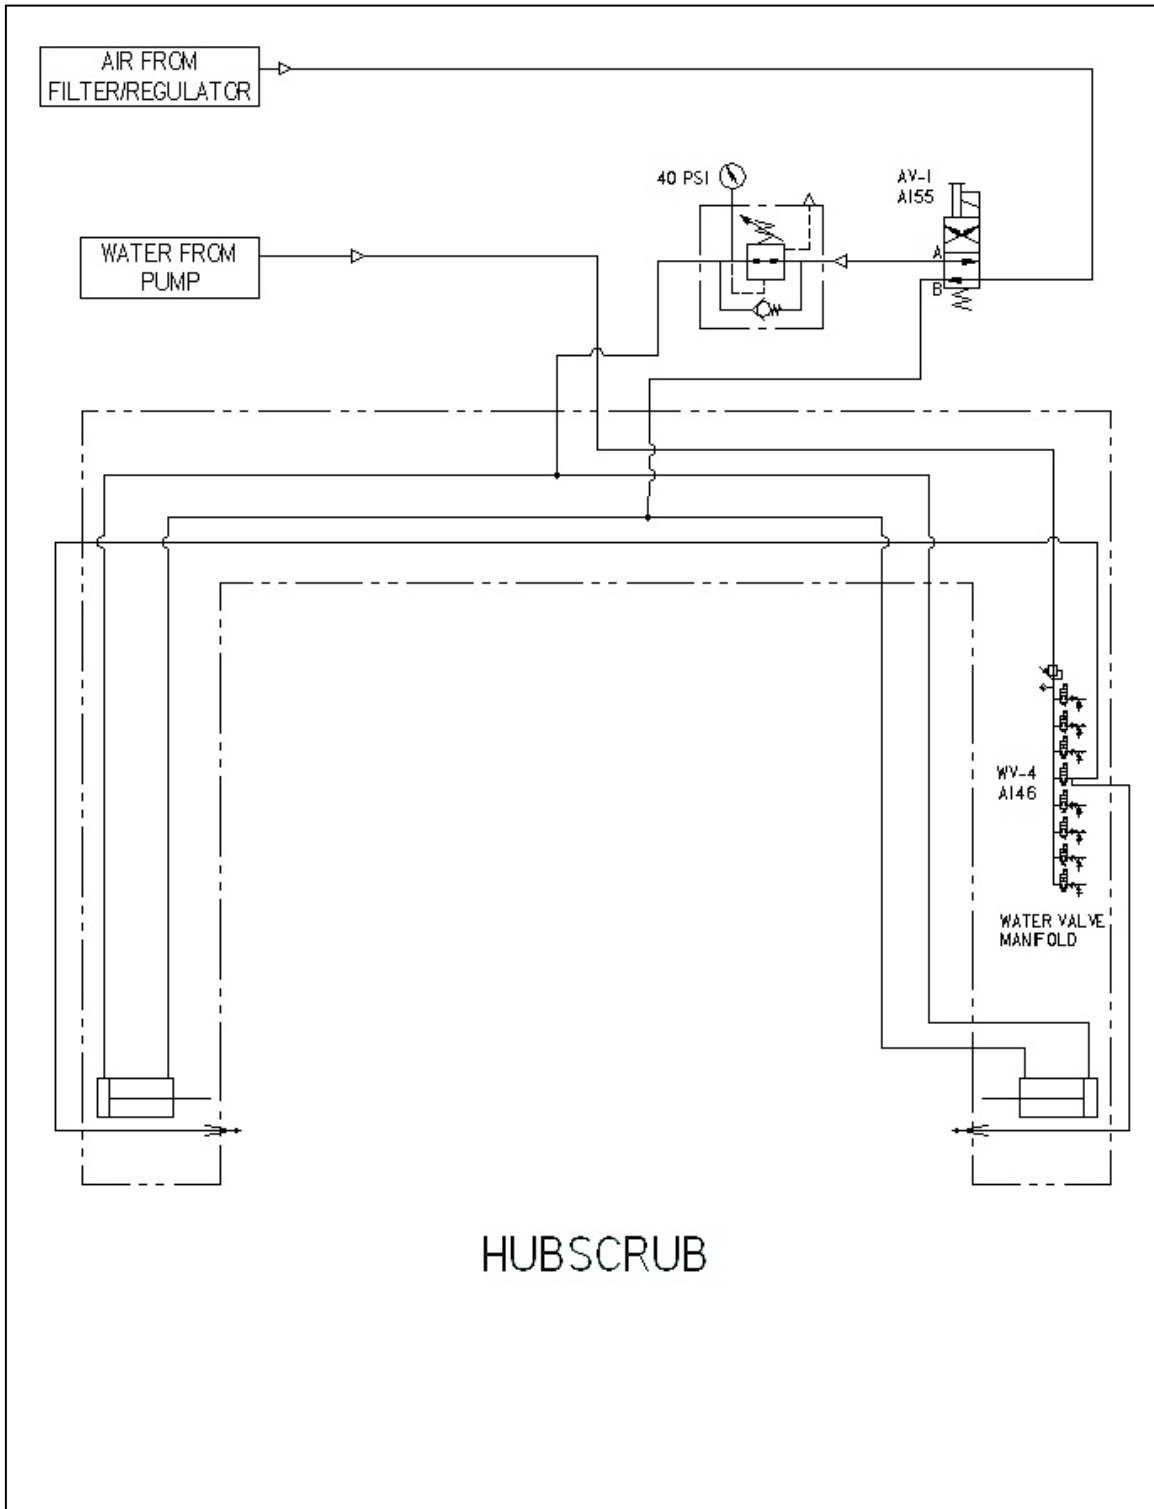 AIR FROM
FILTER/REGULATOR
40 PSI
AV-1
A155
WATER FROM
PUMP
A
B
WV-4
A146
WATER VALVE
MANIFOLD
HUBSCRUB